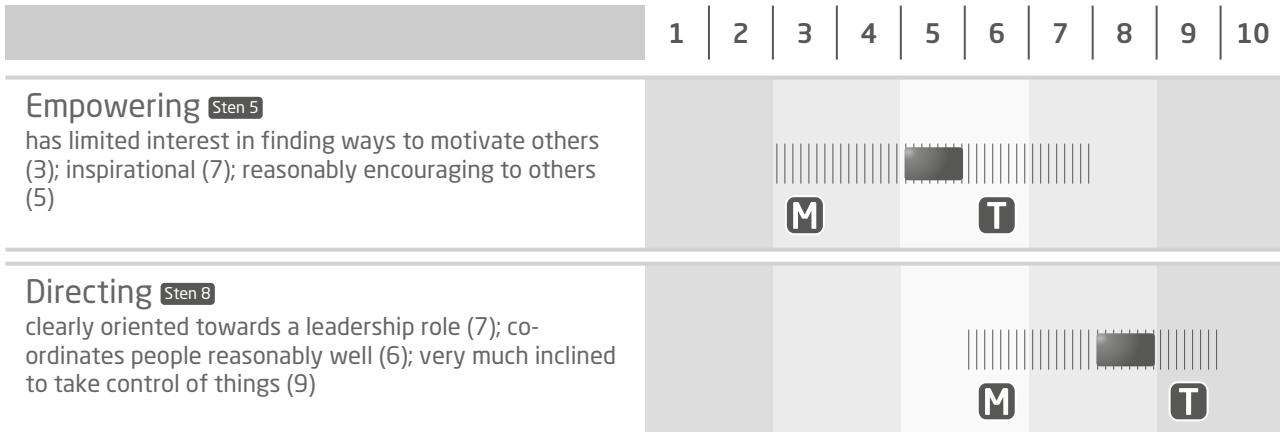 1 2 3 4 5 6 7 8 9 10
Empowering Sten 5
has limited interest in finding ways to motivate others
(3); inspirational (7); reasonably encouraging to others
(5)
M T
Directing Sten 8
clearly oriented towards a leadership role (7); co-
ordinates people reasonably well (6); very much inclined
to take control of things (9)
M T